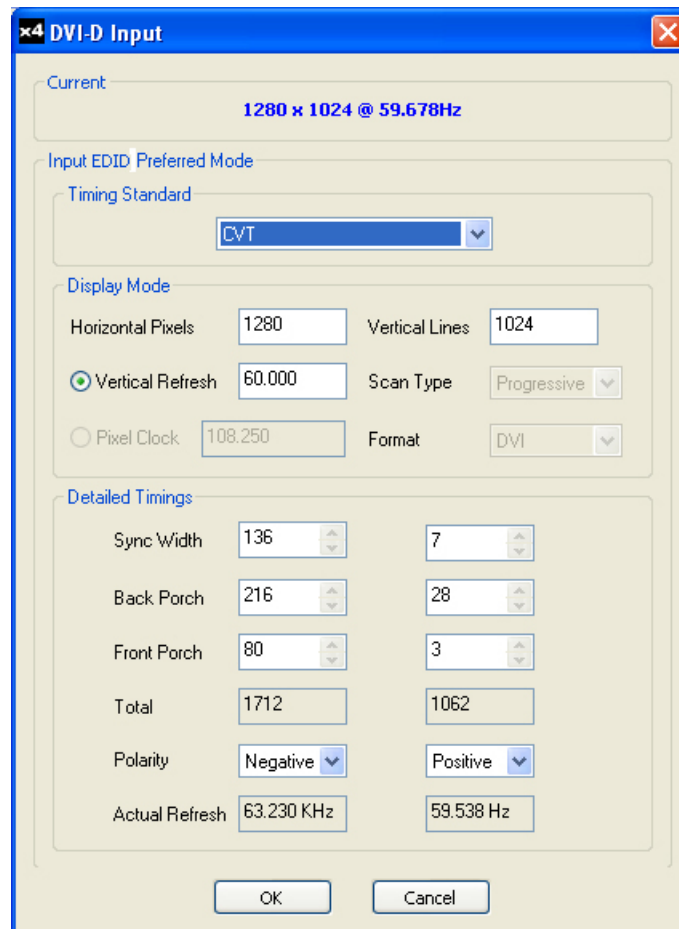 x4 DVI-D Input
Current
1280 x 1024 @ 59.678Hz
Input EDID Preferred Mode
Timing Standard
CVT
Display Mode
Horizontal Pixels 1280 Vertical Lines 1024
Vertical Refresh 60.000 Scan Type Progressive
Pixel Clock 108.250 Format DVI
Detailed Timings
Sync Width 136 7
Back Porch 216 28
Front Porch 80 3
Total 1712 1062
Polarity Negative Positive
Actual Refresh 63.230 KHz 59.538 Hz
OK Cancel